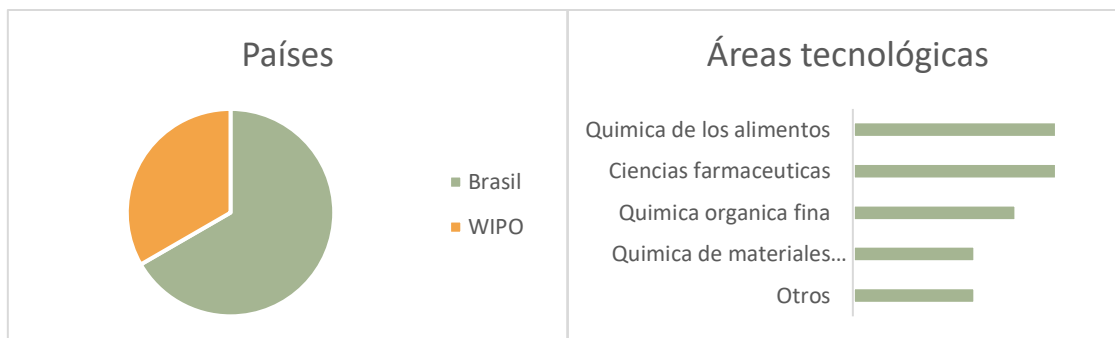 Países
Brasil
WIPO
Áreas tecnológicas
Quimica de los alimentos
Ciencias farmaceuticas
Quimica organica fina
Quimica de materiales...
Otros